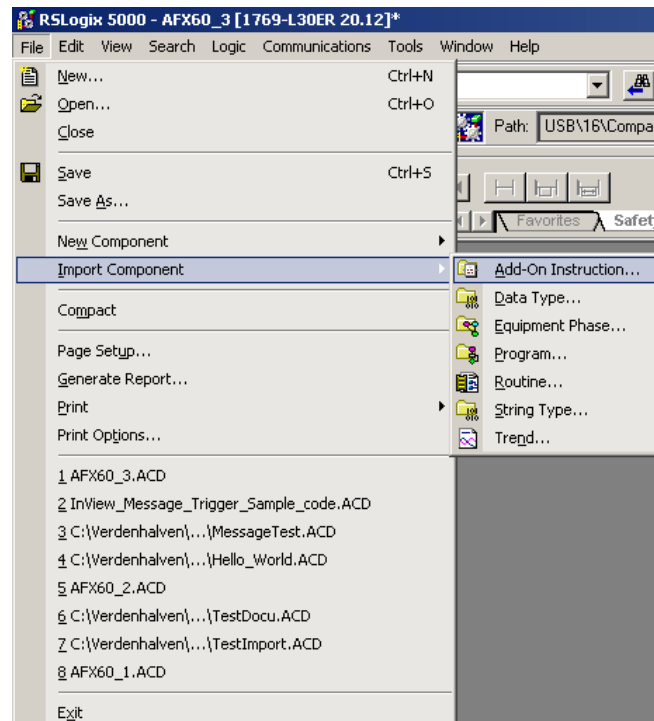 RSLogix 5000 - AFX60_3 [1769-L30ER 20.12]*
File Edit View Search Logic Communications Tools Window Help
New... Ctrl+N
Open... Ctrl+O
Close
Path: USB\16\Compa
Save Ctrl+S
Save As...
Favorites Safet
New Component
Import Component
Add-On Instruction...
Compact
Data Type...
Equipment Phase...
Page Setup...
Program...
Generate Report...
Routine...
Print
String Type...
Print Options...
Trend...
1 AFX60_3.ACD
2 InView_Message_Trigger_Sample_code.ACD
3 C:\Verdenhalven\...\MessageTest.ACD
4 C:\Verdenhalven\...\Hello_World.ACD
5 AFX60_2.ACD
6 C:\Verdenhalven\...\TestDocu.ACD
7 C:\Verdenhalven\...\TestImport.ACD
8 AFX60_1.ACD
Exit